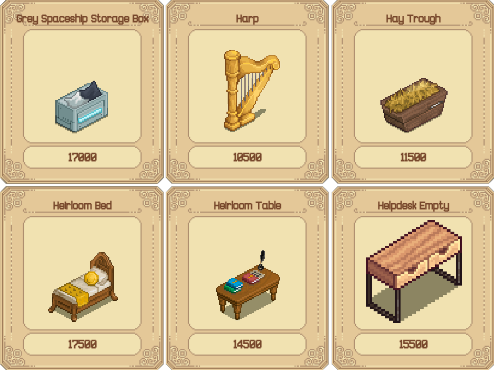 Grey Spaceship Storage Box
17000
Harp
10500
Hay Trough
11500
Heirloom Bed
17500
Heirloom Table
14500
Helpdesk Empty
15500